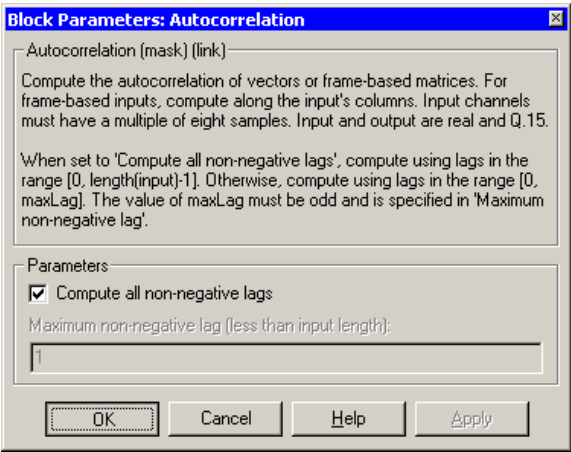 Block Parameters: Autocorrelation
Autocorrelation (mask) (link)
Compute the autocorrelation of vectors or frame-based matrices. For
frame-based inputs, compute along the input's columns. Input channels
must have a multiple of eight samples. Input and output are real and Q.15.
When set to 'Compute all non-negative lags', compute using lags in the
range [0, length(input)-1]. Otherwise, compute using lags in the range [0,
maxLag]. The value of maxLag must be odd and is specified in 'Maximum
non-negative lag'.
Parameters
Compute all non-negative lags
Maximum non-negative lag (less than input length):
1
OK Cancel Help Apply